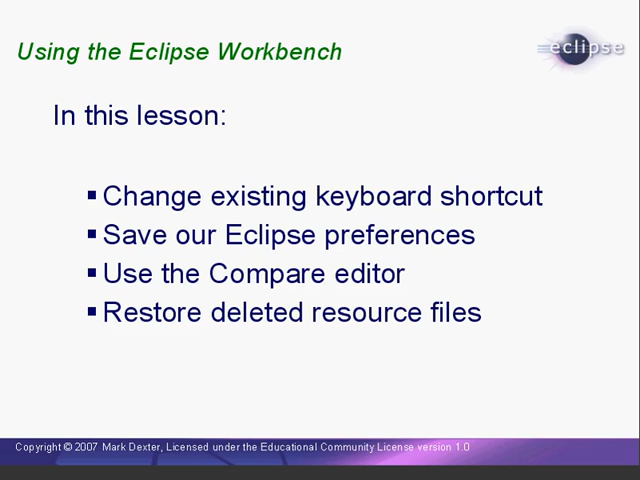 Using the Eclipse Workbench
eclipse
In this lesson:
Change existing keyboard shortcut
Save our Eclipse preferences
Use the Compare editor
Restore deleted resource files
Copyright © 2007 Mark Dexter, Licensed under the Educational Community License version 1.0